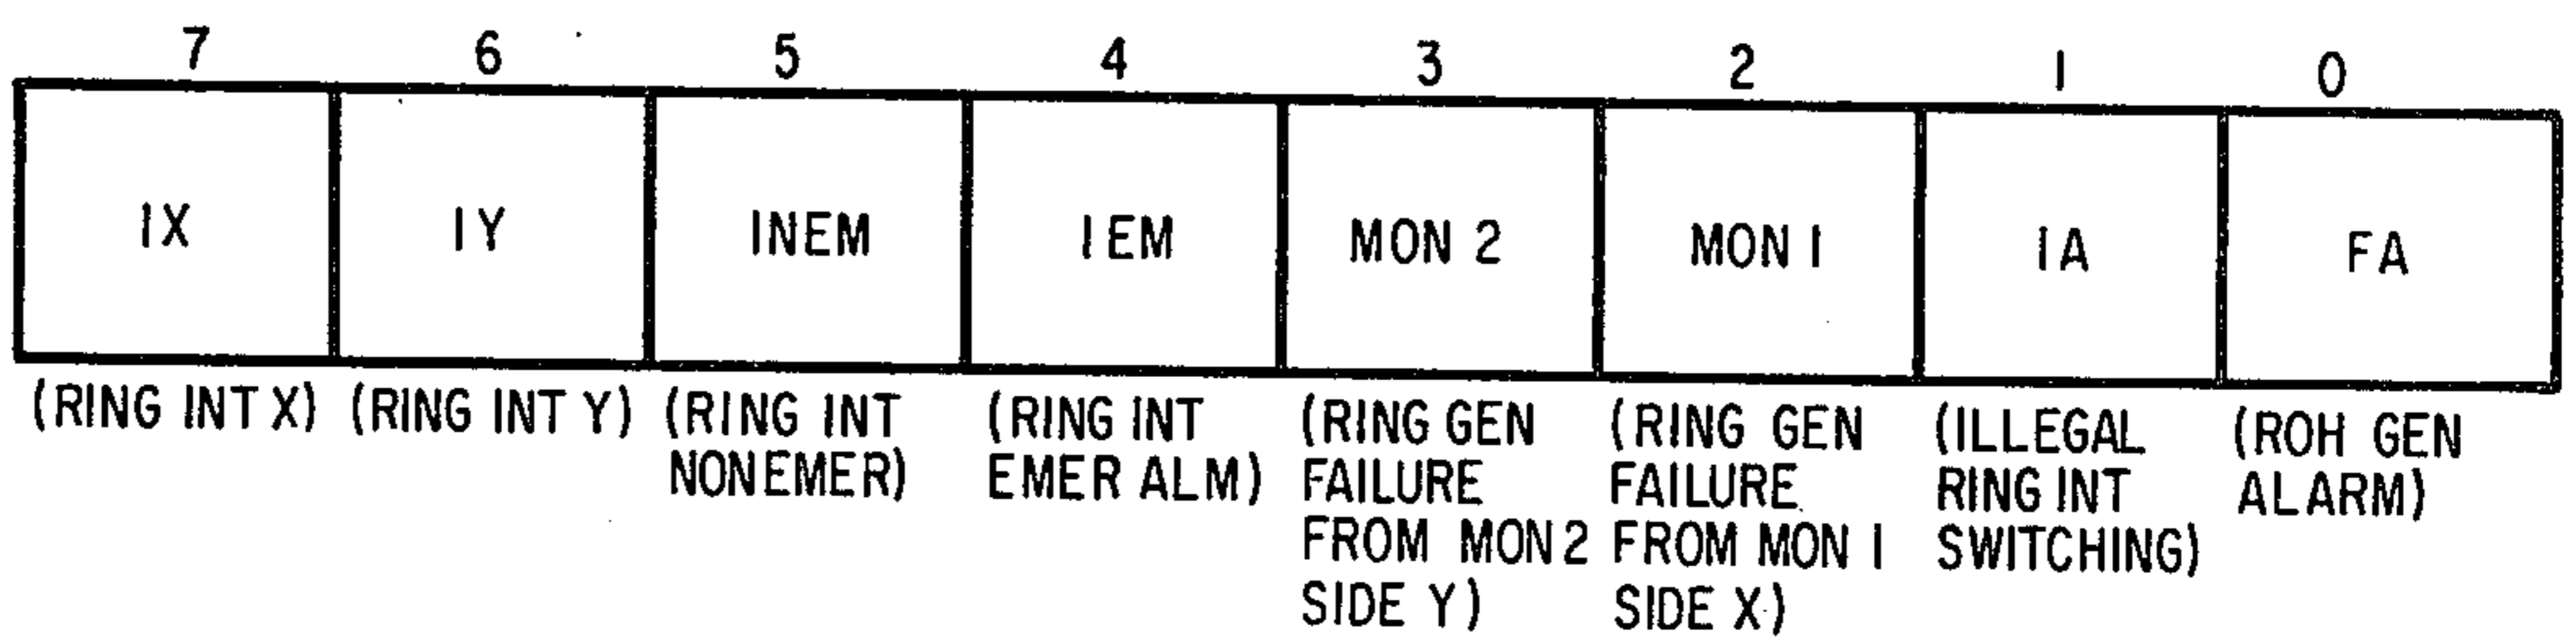 7 6 5 4 3 2 1 0
IX IY INEM IEM MON 2 MON 1 IA FA
(RING INT X) (RING INT Y) (RING INT (RING INT (RING GEN (RING GEN (ILLEGAL (ROH GEN
NONEMER) EMER ALM) FAILURE FAILURE RING INT ALARM)
FROM MON 2 FROM MON 1 SWITCHING)
SIDE Y) SIDE X)